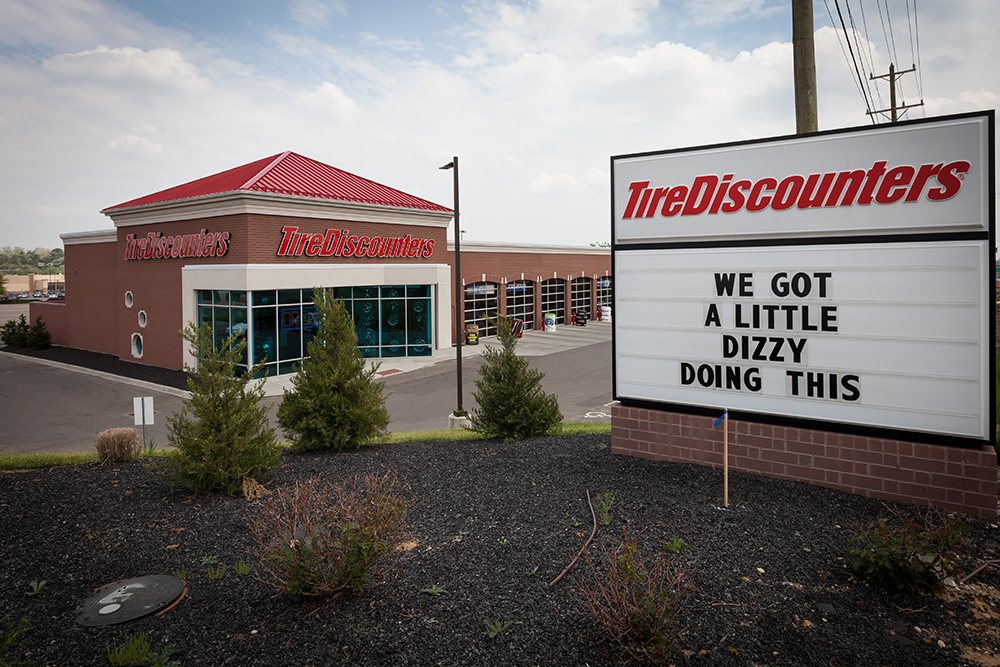 TireDiscounters
TireDiscounters
TireDiscounters
WE GOT
A LITTLE
DIZZY
DOING THIS